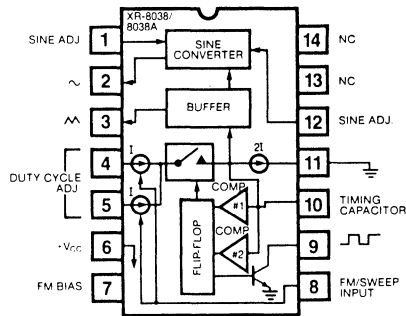 XR-8038/
8038A
SINE ADJ 1
SINE
CONVERTER
14 NC
2
13 NC
3
BUFFER
12 SINE ADJ.
DUTY CYCLE
ADJ
4 I
2I
11
5 I
COMP
#1
10 TIMING
CAPACITOR
FLIP-FLOP
COMP
#2
+VCC 6
9
FM BIAS 7
8 FM/SWEEP
INPUT